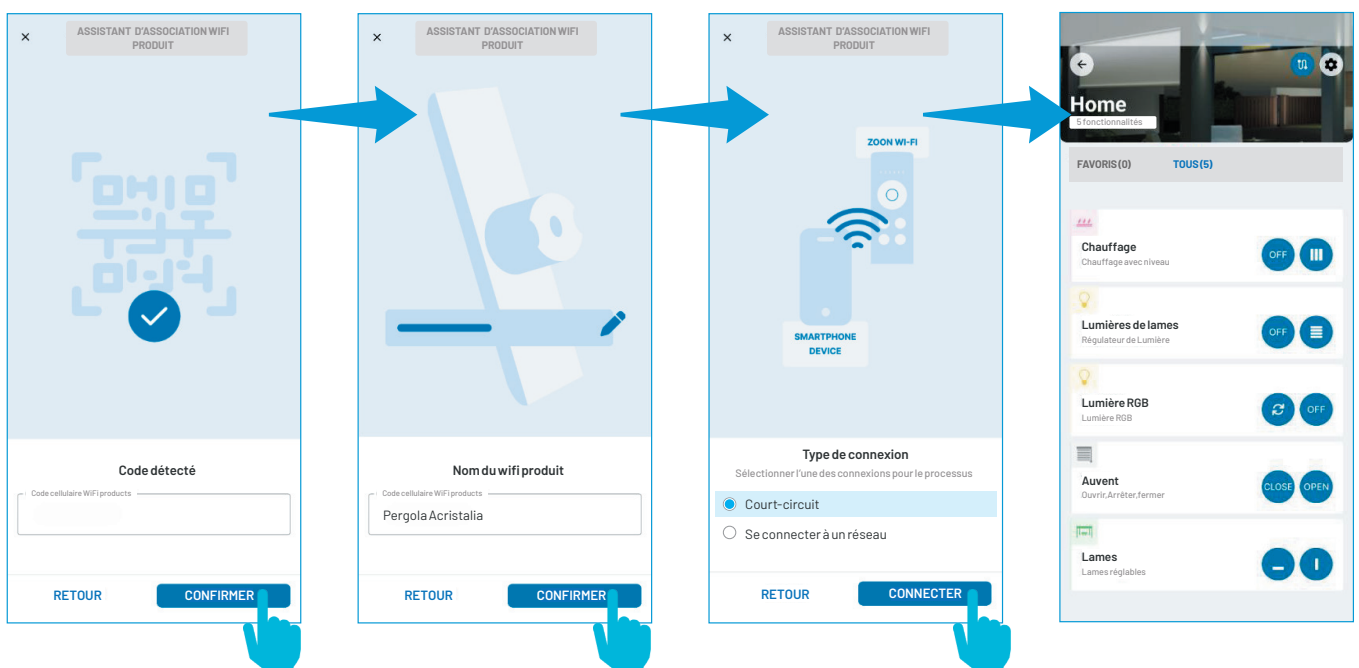 ASSISTANT D'ASSOCIATION WIFI
PRODUIT
ZOON WI-FI
SMARTPHONE
DEVICE
Code détecté
Code cellulaire WiFi products
RETOUR
CONFIRMER
ASSISTANT D'ASSOCIATION WIFI
PRODUIT
Nom du wifi produit
Code cellulaire WiFi products
Pergola Acristalia
RETOUR
CONFIRMER
ASSISTANT D'ASSOCIATION WIFI
PRODUIT
Type de connexion
Sélectionner l'une des connexions pour le processus
Court-circuit
Se connecter à un réseau
RETOUR
CONNECTER
Home
5 fonctionnalités
FAVORIS (0) TOUS (5)
Chauffage
Chauffage avec niveau
OFF
Lumières de lames
Régulateur de Lumière
OFF
Lumière RGB
Lumière RGB
OFF
Auvent
Ouvrir,Arrêter,fermer
CLOSE OPEN
Lames
Lames réglables